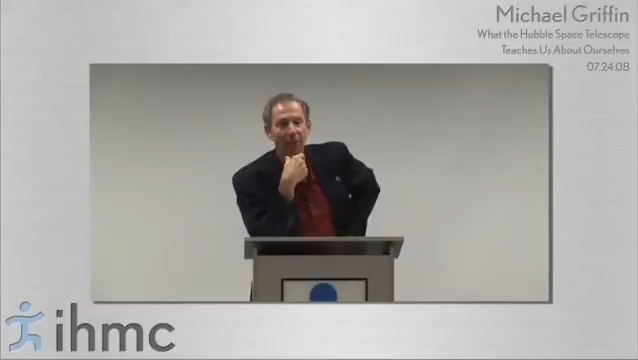 Michael Griffin
What the Hubble Space Telescope
Teaches Us About Ourselves
07.24.08
ihmc